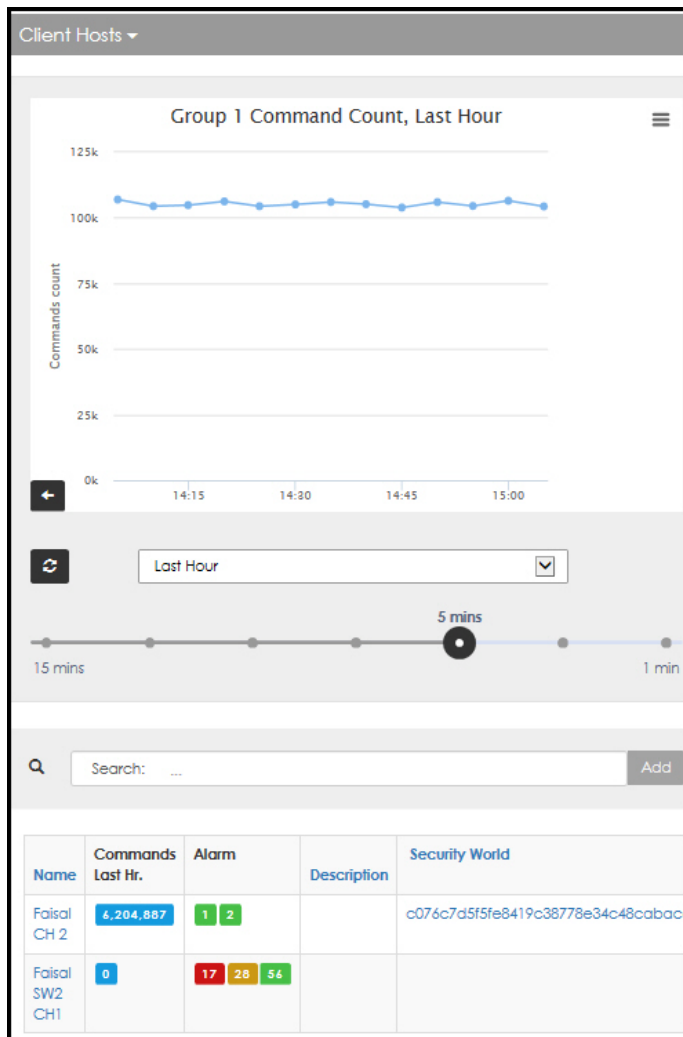 Client Hosts
Group 1 Command Count, Last Hour
125k
100k
75k
50k
25k
0k
Commands count
14:15 14:30 14:45 15:00
Last Hour
5 mins
15 mins 1 min
Search: ... Add
Name Commands Last Hr. Alarm Description Security World
Faisal CH 2 6,204,887 1 2 c076c7d5f5fe8419c38778e34c48cabac
Faisal SW2 CH1 0 17 28 56